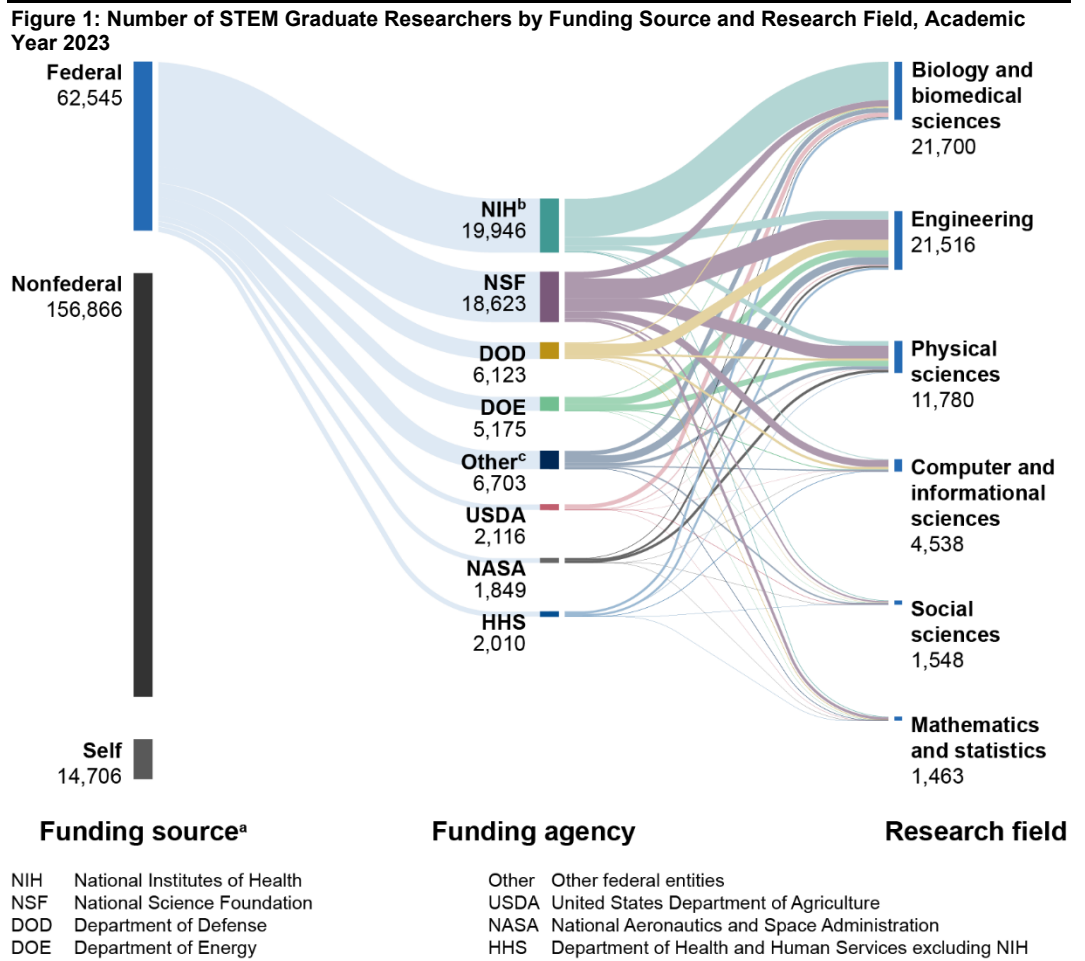 Figure 1: Number of STEM Graduate Researchers by Funding Source and Research Field, Academic
Year 2023
Federal
62,545
Nonfederal
156,866
Self
14,706
NIHb
19,946
NSF
18,623
DOD
6,123
DOE
5,175
Otherc
6,703
USDA
2,116
NASA
1,849
HHS
2,010
Biology and
biomedical
sciences
21,700
Engineering
21,516
Physical
sciences
11,780
Computer and
informational
sciences
4,538
Social
sciences
1,548
Mathematics
and statistics
1,463
Funding sourcea
Funding agency
Research field
NIH National Institutes of Health
NSF National Science Foundation
DOD Department of Defense
DOE Department of Energy
Other Other federal entities
USDA United States Department of Agriculture
NASA National Aeronautics and Space Administration
HHS Department of Health and Human Services excluding NIH